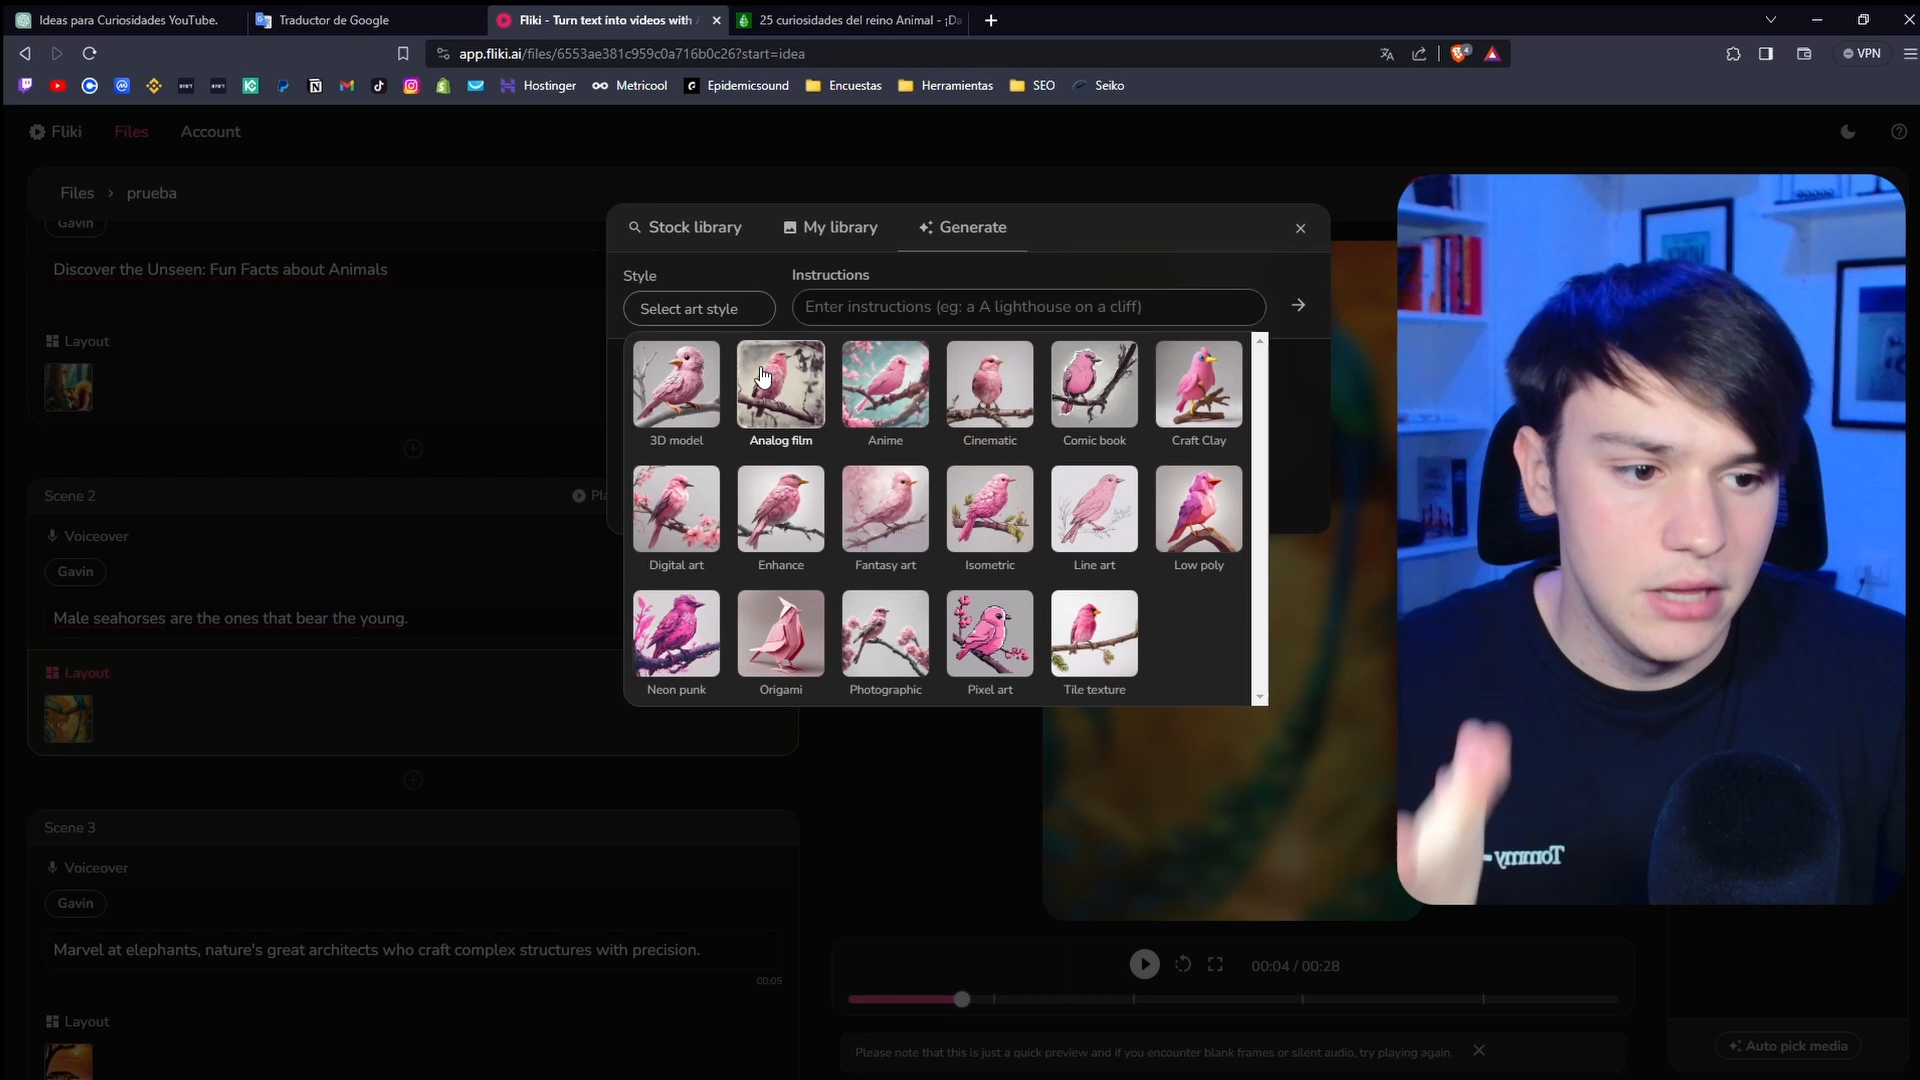 Ideas para Curiosidades YouTube.
Traductor de Google
Fliki - Turn text into videos with
25 curiosidades del reino Animal - ¡Da
app.fliki.ai/files/6553ae381c959c0a716b0c26?start=idea
4
VPN
Hostinger
Metricool
Epidemicsound
Encuestas
Herramientas
SEO
Seiko
Fliki
Files
Account
Files › prueba
Gavin
Discover the Unseen: Fun Facts about Animals
Layout
Scene 2
Voiceover
Gavin
Male seahorses are the ones that bear the young.
Layout
Scene 3
Voiceover
Gavin
Marvel at elephants, nature's great architects who craft complex structures with precision.
00:05
Layout
Stock library
My library
Generate
Style
Select art style
Instructions
Enter instructions (eg: a A lighthouse on a cliff)
3D model
Analog film
Anime
Cinematic
Comic book
Craft Clay
Digital art
Enhance
Fantasy art
Isometric
Line art
Low poly
Neon punk
Origami
Photographic
Pixel art
Tile texture
Tommy
00:04 / 00:28
Please note that this is just a quick preview and if you encounter blank frames or silent audio, try playing again.
Auto pick media